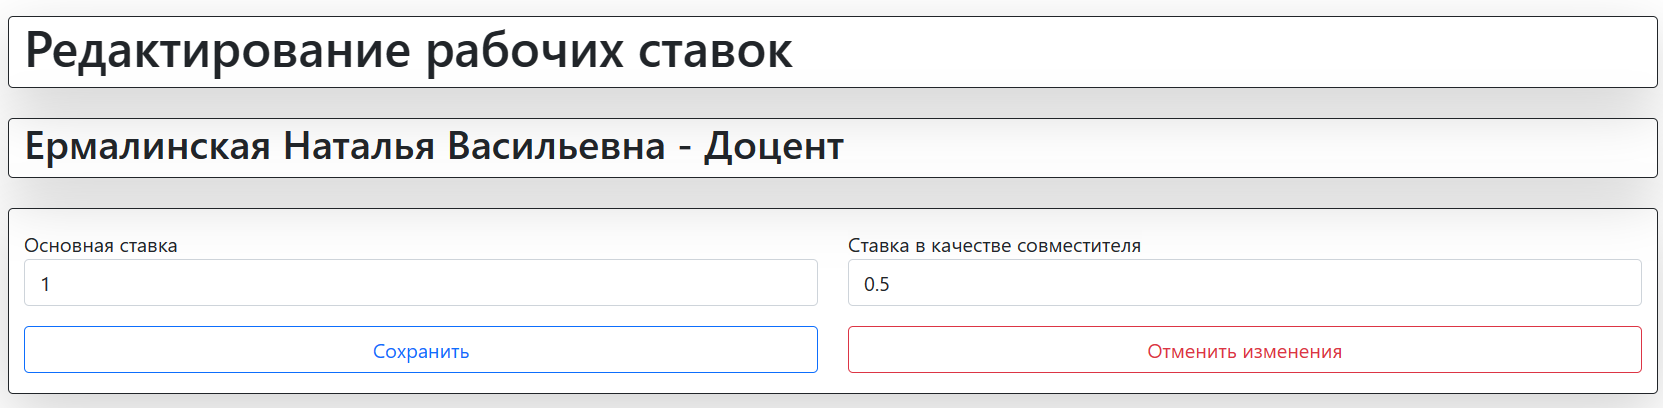 Редактирование рабочих ставок
Ермалинская Наталья Васильевна - Доцент
Основная ставка
Ставка в качестве совместителя
1
0.5
Сохранить
Отменить изменения